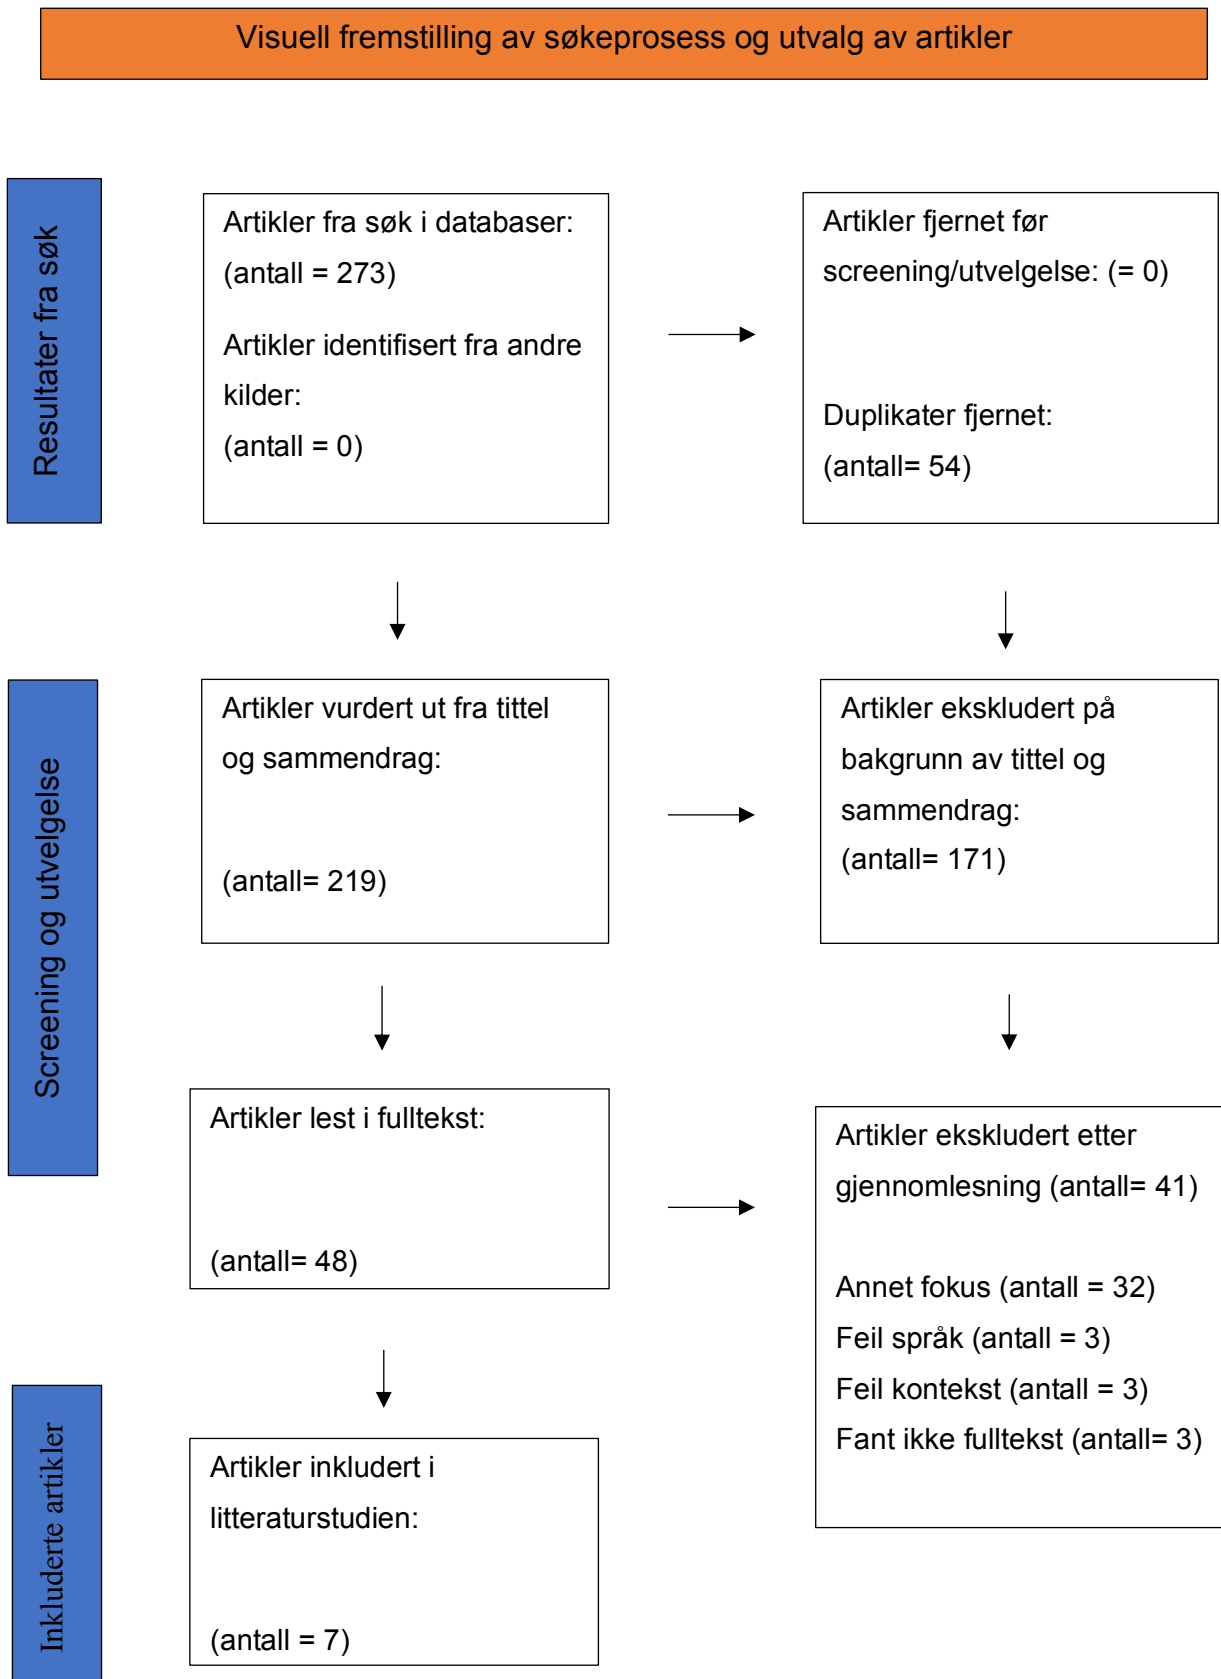 Visuell fremstilling av søkeprosess og utvalg av artikler
Resultater fra søk
Artikler fra søk i databaser:
(antall = 273)
Artikler identifisert fra andre
kilder:
(antall = 0)
Artikler fjernet før
screening/utvelgelse: (= 0)
Duplikater fjernet:
(antall= 54)
Screening og utvelgelse
Artikler vurdert ut fra tittel
og sammendrag:
(antall= 219)
Artikler ekskludert på
bakgrunn av tittel og
sammendrag:
(antall= 171)
Artikler lest i fulltekst:
(antall= 48)
Artikler ekskludert etter
gjennomlesning (antall= 41)
Annet fokus (antall = 32)
Feil språk (antall = 3)
Feil kontekst (antall = 3)
Fant ikke fulltekst (antall= 3)
Inkluderte artikler
Artikler inkludert i
litteraturstudien:
(antall = 7)